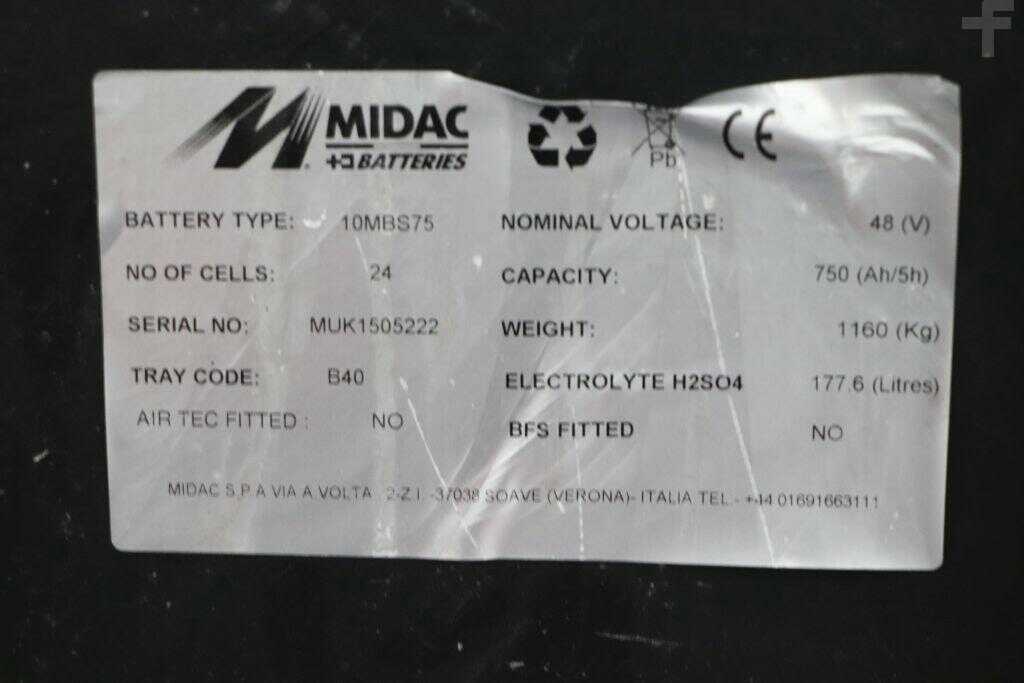 MIDAC
BATTERIES
Pb
CE
BATTERY TYPE: 10MBS75 NOMINAL VOLTAGE: 48 (V)
NO OF CELLS: 24 CAPACITY: 750 (Ah/5h)
SERIAL NO: MUK1505222 WEIGHT: 1160 (Kg)
TRAY CODE: B40 ELECTROLYTE H2SO4 177.6 (Litres)
AIR TEC FITTED : NO BFS FITTED NO
MIDAC S.P.A VIA A VOLTA , 2-Z.I. -37038 SOAVE (VERONA)- ITALIA TEL.- +44 01691663111
f